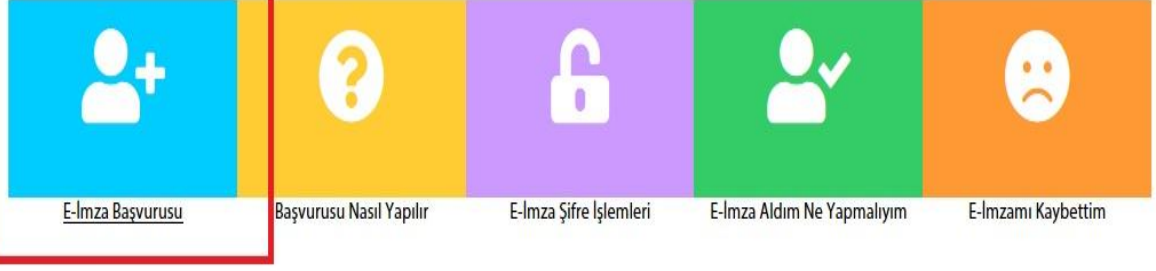 E-İmza Başvurusu
Başvurusu Nasıl Yapılır
E-İmza Şifre İşlemleri
E-İmza Aldım Ne Yapmalıyım
E-İmzamı Kaybettim